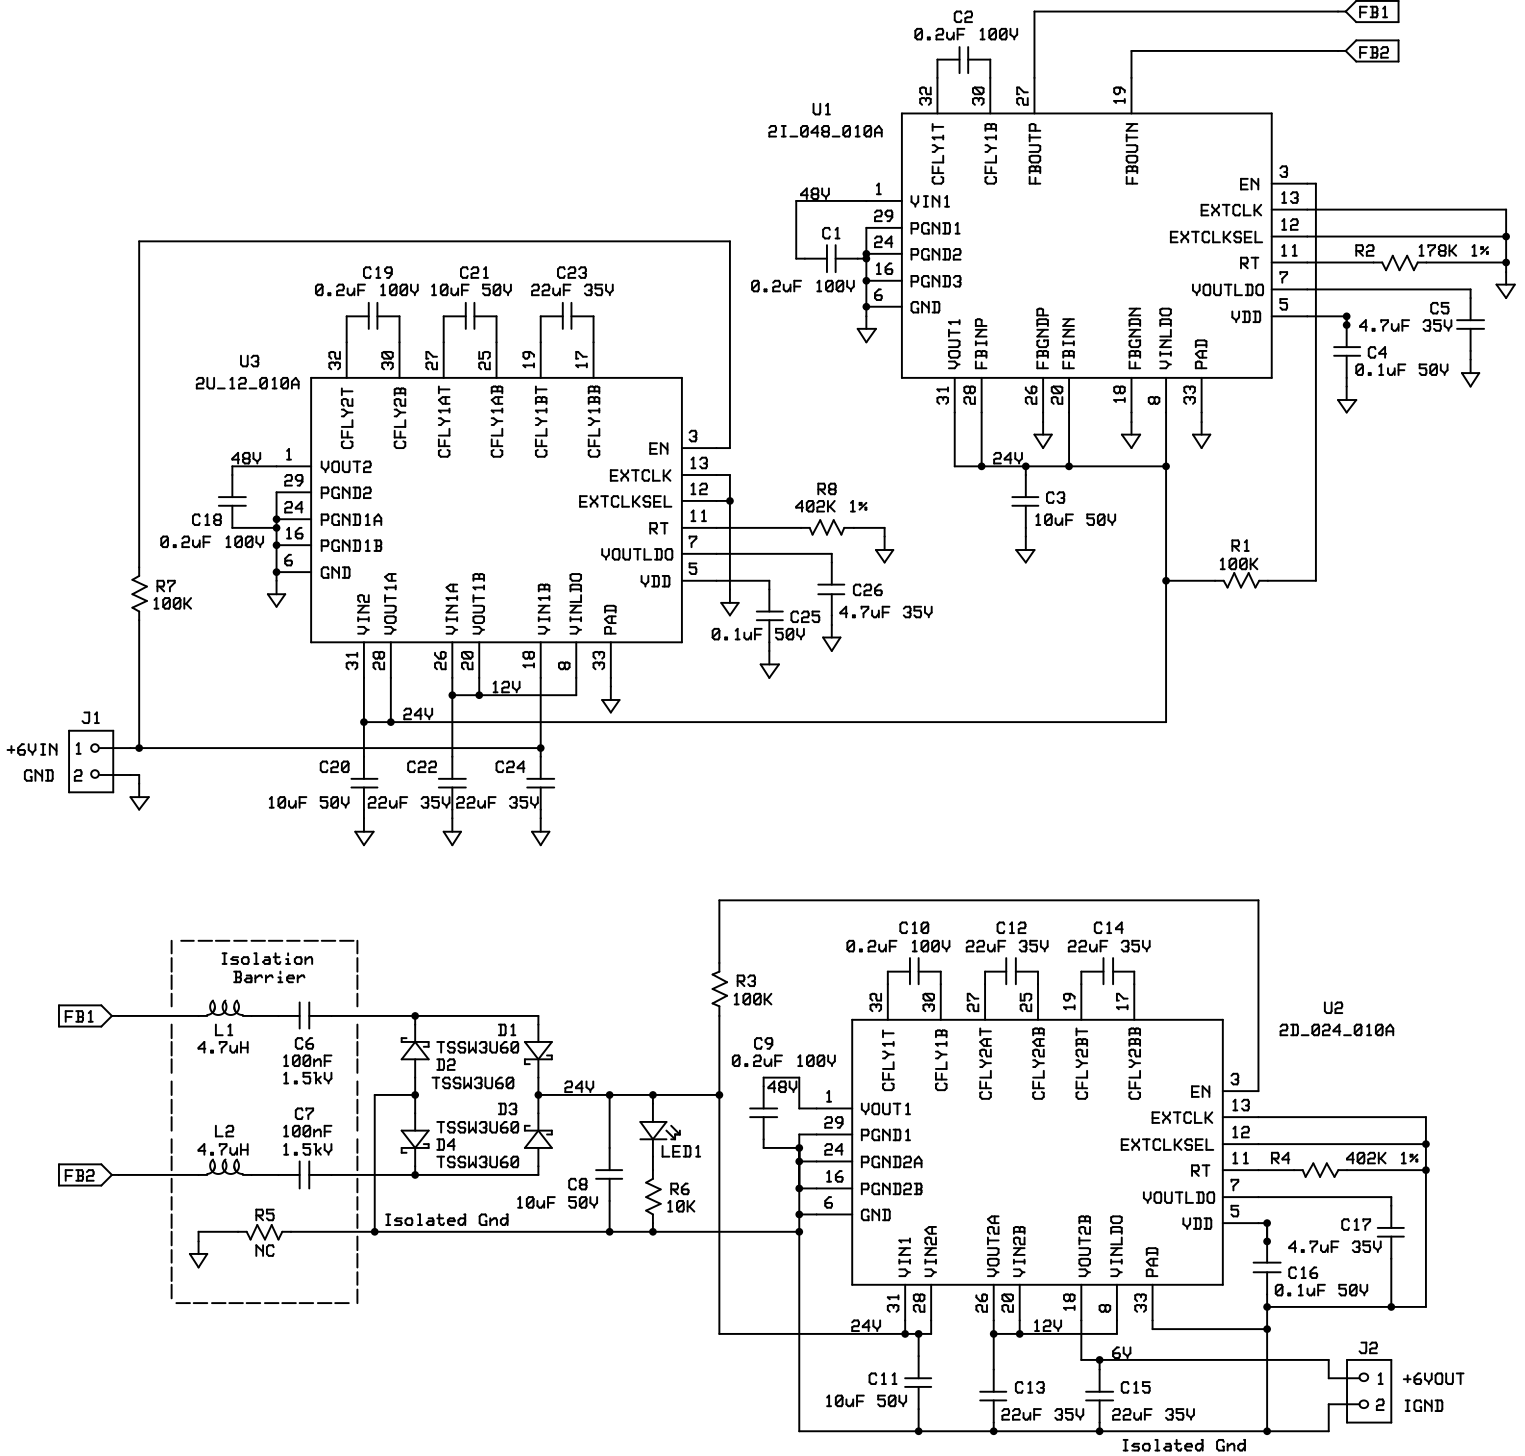 C2
0.2uF 100V
FB1
FB2
32
30
27
19
U1
2I_048_010A
CFLY1T
CFLY1B
FBOUTP
FBOUTN
48V
1
VIN1
29
PGND1
24
PGND2
16
PGND3
6
GND
C1
0.2uF 100V
EN
3
EXTCLK
13
EXTCLKSEL
12
RT
11
R2
178K 1%
VOUTLDO
7
VDD
5
C5
4.7uF 35V
C4
0.1uF 50V
VOUT1
FBINP
FBGNDP
FBINN
FBGNDN
VINLDO
PAD
31
28
26
20
18
8
33
24V
C3
10uF 50V
R1
100K
C19
0.2uF 100V
C21
10uF 50V
C23
22uF 35V
U3
2U_12_010A
32
30
27
25
19
17
CFLY2T
CFLY2B
CFLY1AT
CFLY1AB
CFLY1BT
CFLY1BB
48V
1
VOUT2
29
PGND2
24
PGND1A
16
PGND1B
6
GND
C18
0.2uF 100V
EN
3
EXTCLK
13
EXTCLKSEL
12
RT
11
R8
402K 1%
VOUTLDO
7
VDD
5
C26
4.7uF 35V
C25
0.1uF 50V
R7
100K
VIN2
VOUT1A
VIN1A
VOUT1B
VIN1B
VINLDO
PAD
31
28
26
20
18
8
33
12V
24V
J1
+6VIN
1
GND
2
C20
10uF 50V
C22
22uF 35V
C24
22uF 35V
Isolation
Barrier
FB1
L1
4.7uH
C6
100nF
1.5kV
D1
TSSW3U60
D2
TSSW3U60
FB2
L2
4.7uH
C7
100nF
1.5kV
D3
TSSW3U60
D4
TSSW3U60
24V
LED1
C8
10uF 50V
R6
10K
R5
NC
Isolated Gnd
R3
100K
C9
0.2uF 100V
48V
C10
0.2uF 100V
C12
22uF 35V
C14
22uF 35V
U2
2D_024_010A
32
30
27
25
19
17
CFLY1T
CFLY1B
CFLY2AT
CFLY2AB
CFLY2BT
CFLY2BB
1
VOUT1
29
PGND1
24
PGND2A
16
PGND2B
6
GND
EN
3
EXTCLK
13
EXTCLKSEL
12
RT
11
R4
402K 1%
VOUTLDO
7
VDD
5
C17
4.7uF 35V
C16
0.1uF 50V
VIN1
VIN2A
VOUT2A
VIN2B
VOUT2B
VINLDO
PAD
31
28
26
20
18
8
33
24V
12V
6V
C11
10uF 50V
C13
22uF 35V
C15
22uF 35V
J2
1
+6VOUT
2
IGND
Isolated Gnd